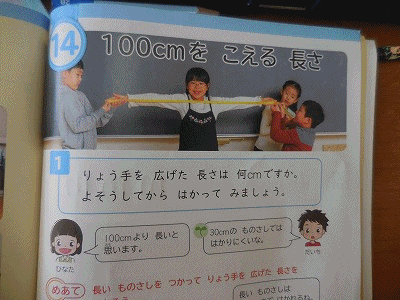 14
100cmを こえる 長さ
1
りょう手を 広げた 長さは 何cmですか。
よそうしてから はかって みましょう。
100cmより 長いと
思います。
ひなた
30cmの ものさしでは
はかりにくいな。
だいち
めあて 長い ものさしを つかって りょう手を 広げた 長さを
長い ものさしは